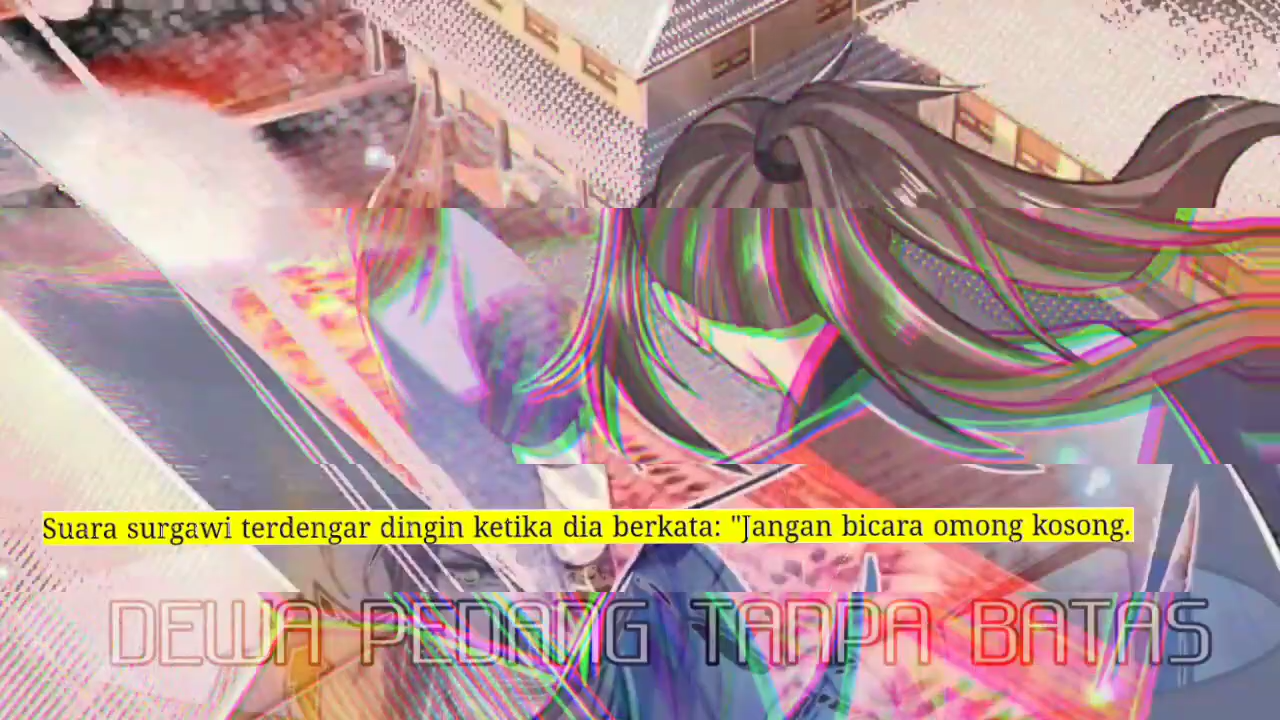 Suara surgawi terdengar dingin ketika dia berkata: "Jangan bicara omong kosong.
DEWA PEDANG TANPA BATAS